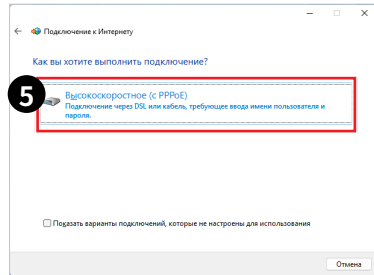 Подключение к Интернету
Как вы хотите выполнить подключение?
5
Высокоскоростное (с PPPoE)
Подключение через DSL или кабель, требующее ввода имени пользователя и
пароля.
Показать варианты подключений, которые не настроены для использования
Отмена